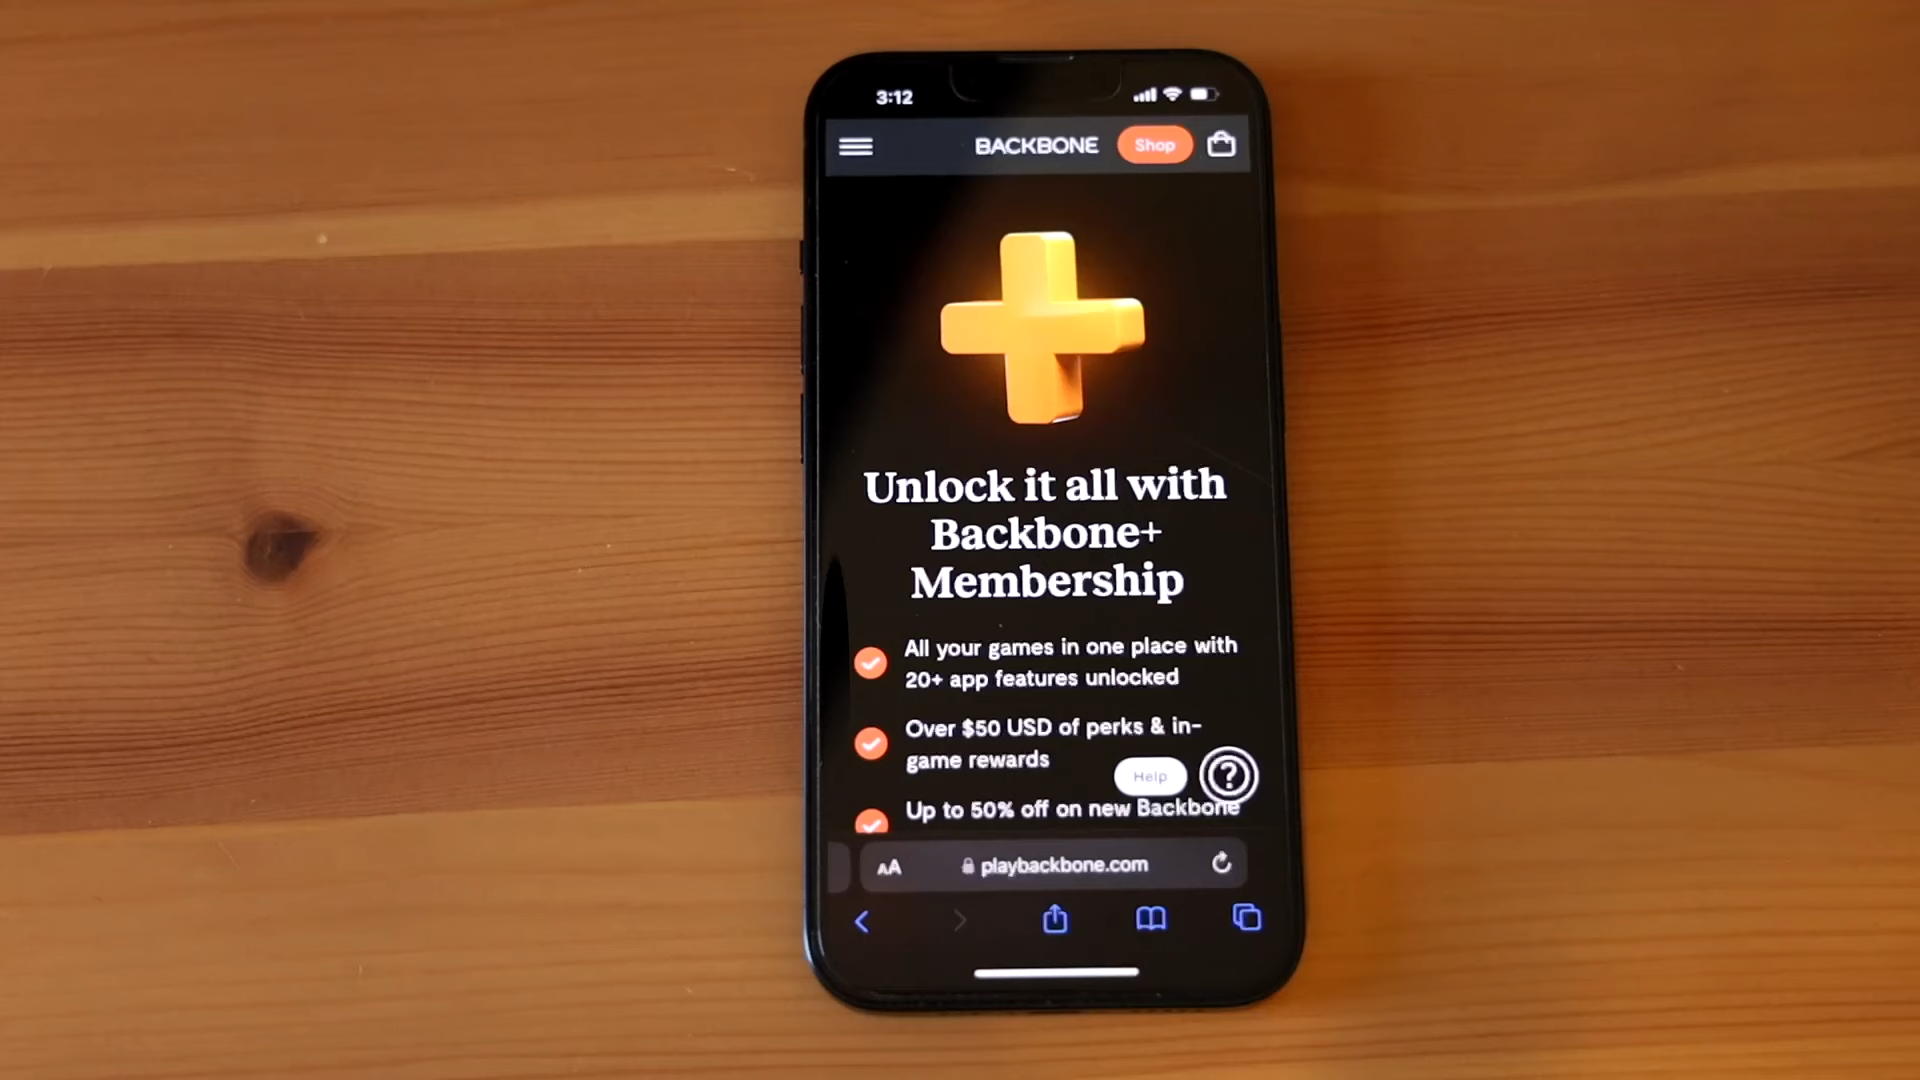 3:12
BACKBONE
Shop
Unlock it all with
Backbone+
Membership
All your games in one place with
20+ app features unlocked
Over $50 USD of perks & in-
game rewards
Help
?
Up to 50% off on new Backbone
AA
playbackbone.com